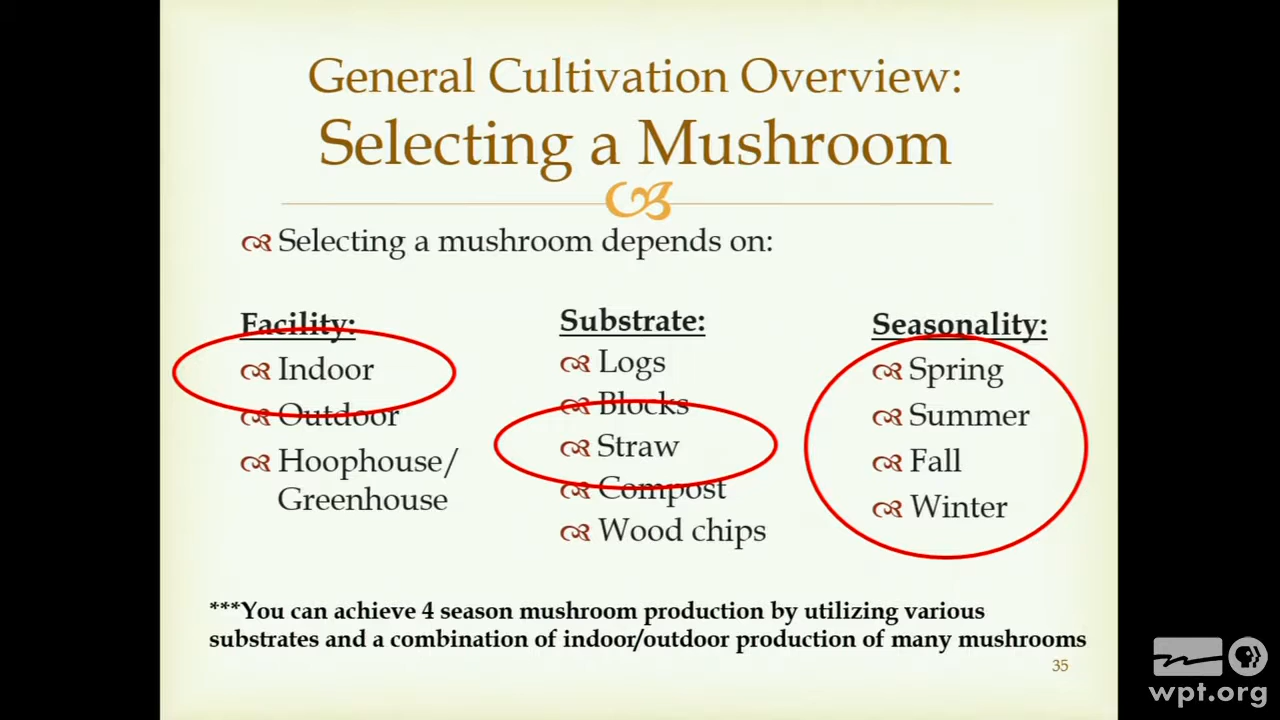 General Cultivation Overview:
Selecting a Mushroom
Selecting a mushroom depends on:
Facility:
Indoor
Outdoor
Hoophouse/
Greenhouse
Substrate:
Logs
Blocks
Straw
Compost
Wood chips
Seasonality:
Spring
Summer
Fall
Winter
***You can achieve 4 season mushroom production by utilizing various
substrates and a combination of indoor/outdoor production of many mushrooms
35
wpt.org